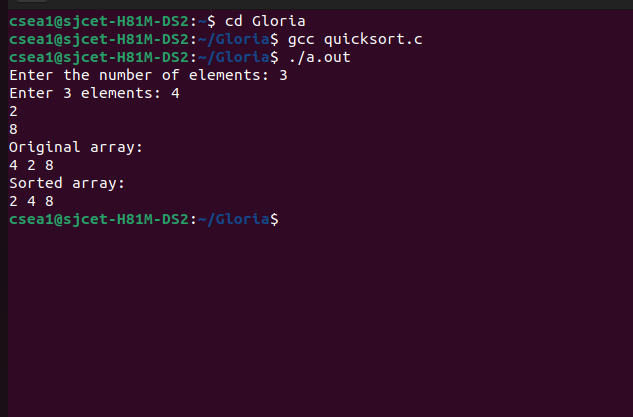 csea1@sjcet-H81M-DS2:~$ cd Gloria
csea1@sjcet-H81M-DS2:~/Gloria$ gcc quicksort.c
csea1@sjcet-H81M-DS2:~/Gloria$ ./a.out
Enter the number of elements: 3
Enter 3 elements: 4
2
8
Original array:
4 2 8
Sorted array:
2 4 8
csea1@sjcet-H81M-DS2:~/Gloria$